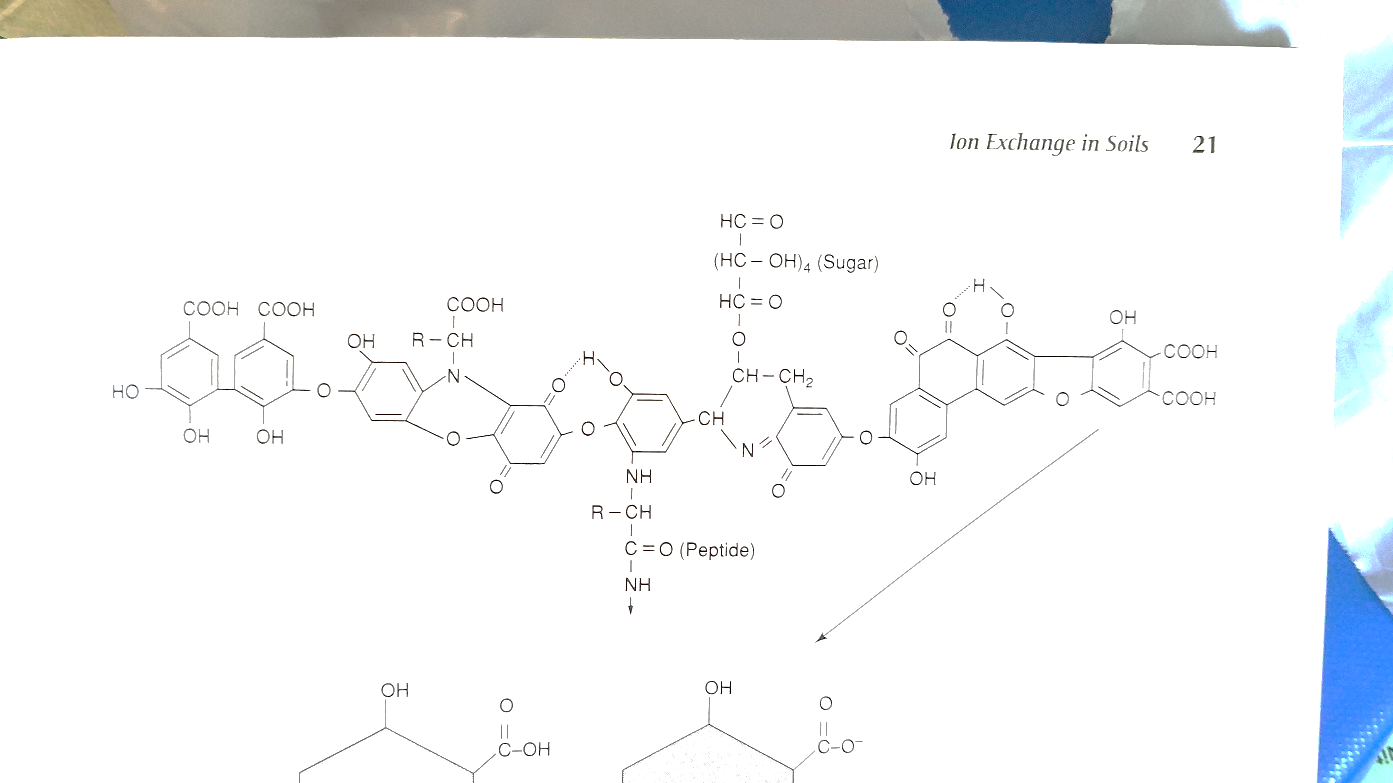 Ion Exchange in Soils 21
HC=O
(HC–OH)₄ (Sugar)
HC=O
O
COOH COOH COOH
R–CH
OH
N
HO OH OH O
O
O
O
H
O
O
CH
CH–CH₂
N
O
O
NH
R–CH
C=O (Peptide)
NH
H
O
O
O
OH
COOH
COOH
O
OH
OH
O
C–OH
OH
O
C–O⁻